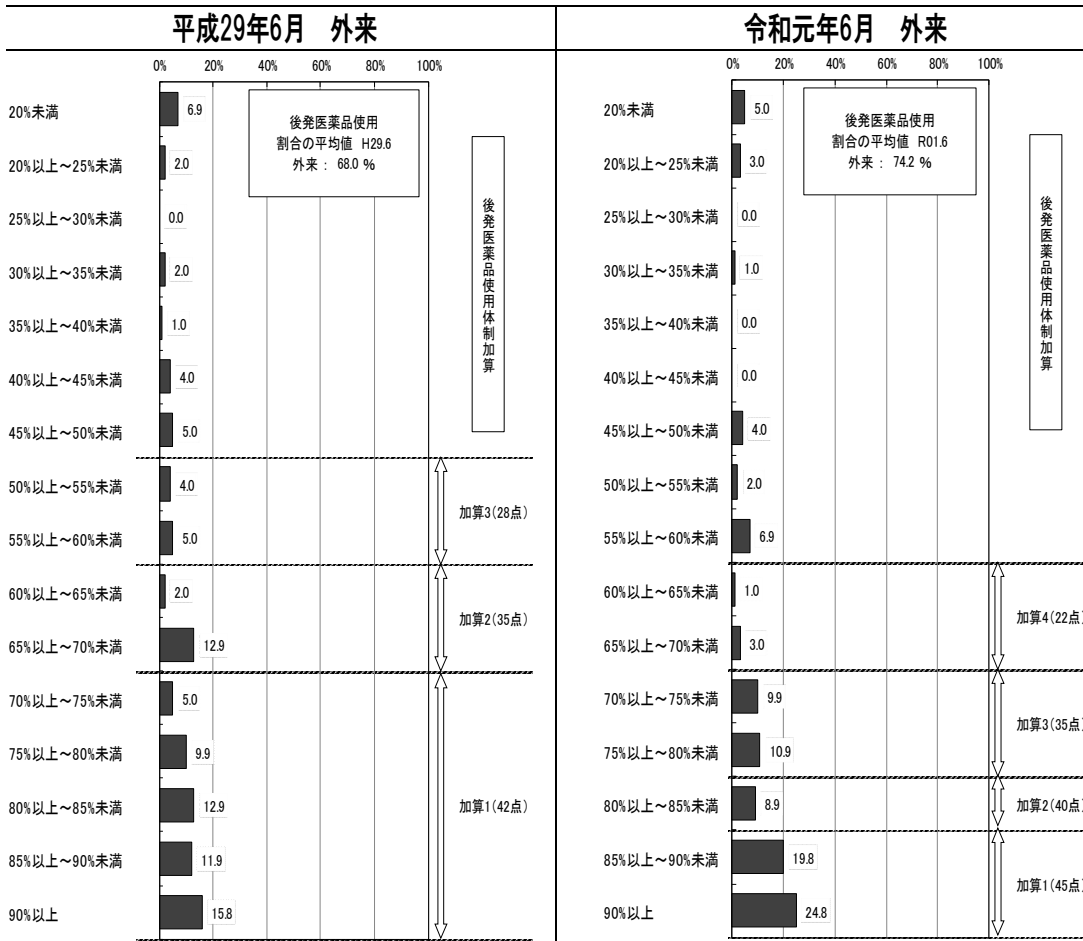 平成29年6月　外来
0% 20% 40% 60% 80% 100%
後発医薬品使用
割合の平均値 H29.6
外来 : 68.0 %
後発医薬品使用体制加算
20%未満 6.9
20%以上～25%未満 2.0
25%以上～30%未満 0.0
30%以上～35%未満 2.0
35%以上～40%未満 1.0
40%以上～45%未満 4.0
45%以上～50%未満 5.0
50%以上～55%未満 4.0
加算3(28点)
55%以上～60%未満 5.0
60%以上～65%未満 2.0
加算2(35点)
65%以上～70%未満 12.9
70%以上～75%未満 5.0
75%以上～80%未満 9.9
80%以上～85%未満 12.9 加算1(42点)
85%以上～90%未満 11.9
90%以上 15.8
令和元年6月　外来
0% 20% 40% 60% 80% 100%
後発医薬品使用
割合の平均値 R01.6
外来 : 74.2 %
後発医薬品使用体制加算
20%未満 5.0
20%以上～25%未満 3.0
25%以上～30%未満 0.0
30%以上～35%未満 1.0
35%以上～40%未満 0.0
40%以上～45%未満 0.0
45%以上～50%未満 4.0
50%以上～55%未満 2.0
55%以上～60%未満 6.9
60%以上～65%未満 1.0
加算4(22点)
65%以上～70%未満 3.0
70%以上～75%未満 9.9
加算3(35点)
75%以上～80%未満 10.9
80%以上～85%未満 8.9 加算2(40点)
85%以上～90%未満 19.8
加算1(45点)
90%以上 24.8